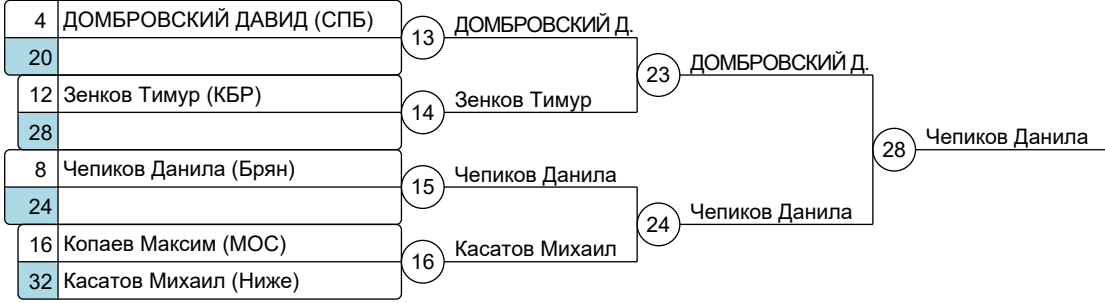 4 ДОМБРОВСКИЙ ДАВИД (СПБ)
20
12 Зенков Тимур (КБР)
28
8 Чепиков Данила (Брян)
24
16 Копаев Максим (МОС)
32 Касатов Михаил (Ниже)
13 ДОМБРОВСКИЙ Д.
14 Зенков Тимур
15 Чепиков Данила
16 Касатов Михаил
23 ДОМБРОВСКИЙ Д.
24 Чепиков Данила
28 Чепиков Данила